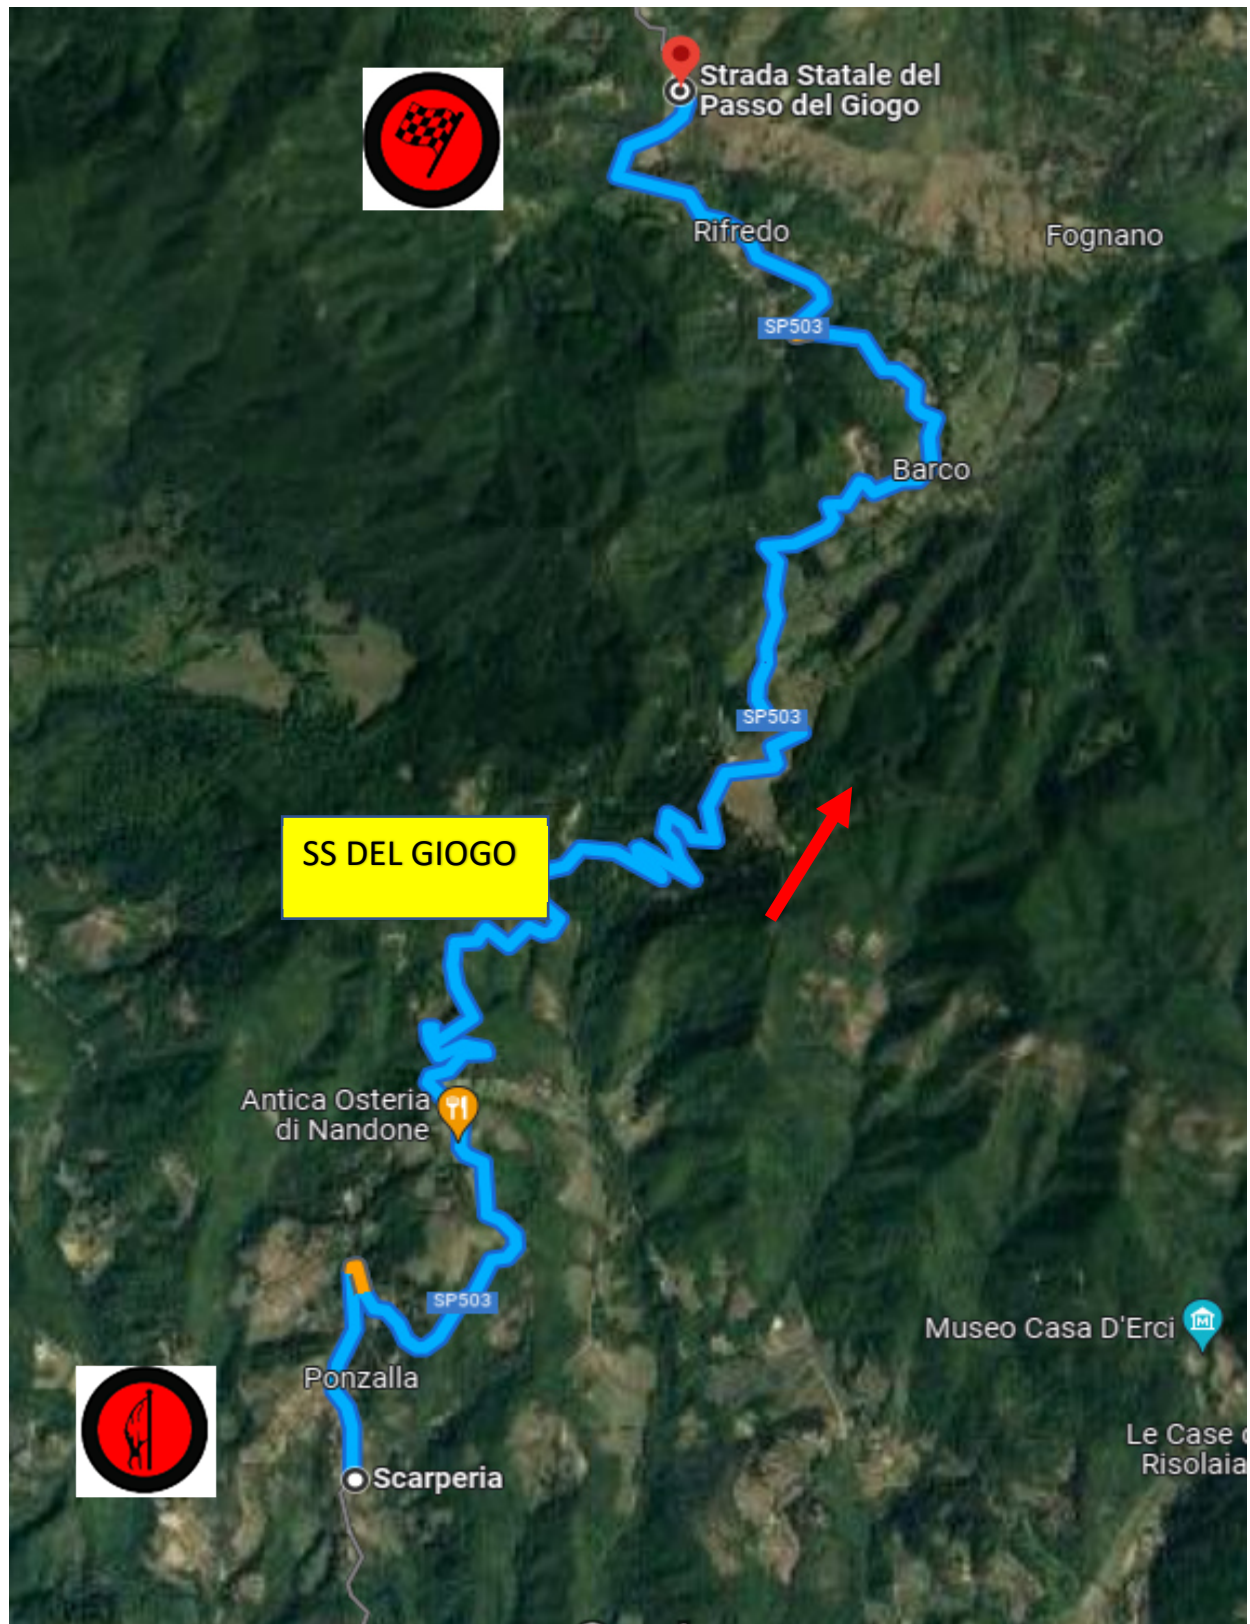 Strada Statale del
Passo del Giogo
Rifredo
Fognano
SP503
Barco
SP503
SS DEL GIOGO
Antica Osteria
di Nandone
SP503
Museo Casa D'Erci
Ponzalla
Le Case
Risolaia
Scarperia